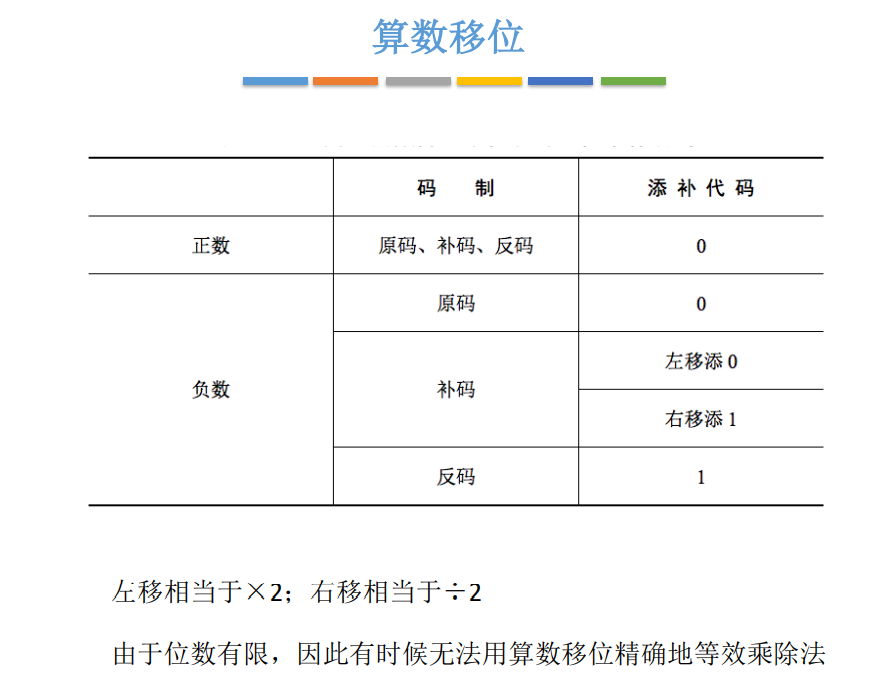 算数移位
码 制 添补代码
正数 原码、补码、反码 0
原码 0
左移添 0
负数 补码
右移添 1
反码 1
左移相当于×2；右移相当于÷2
由于位数有限，因此有时候无法用算数移位精确地等效乘除法